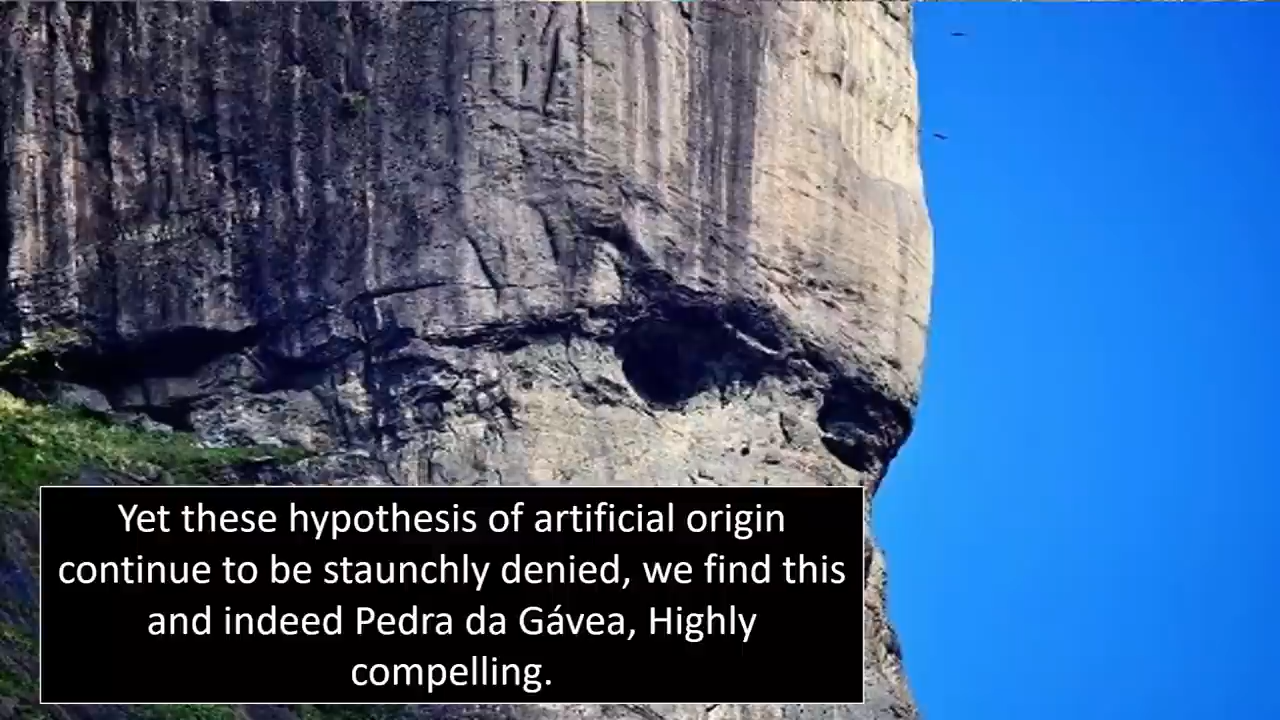 Yet these hypothesis of artificial origin
continue to be staunchly denied, we find this
and indeed Pedra da Gávea, Highly
compelling.